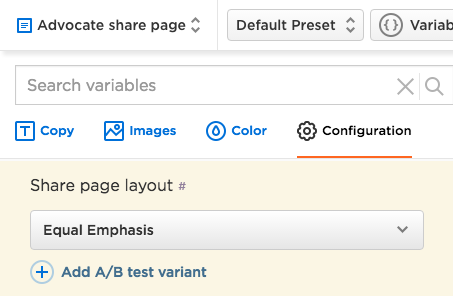 Advocate share page Default Preset {} Variab
Search variables
Copy Images Color Configuration
Share page layout #
Equal Emphasis
Add A/B test variant